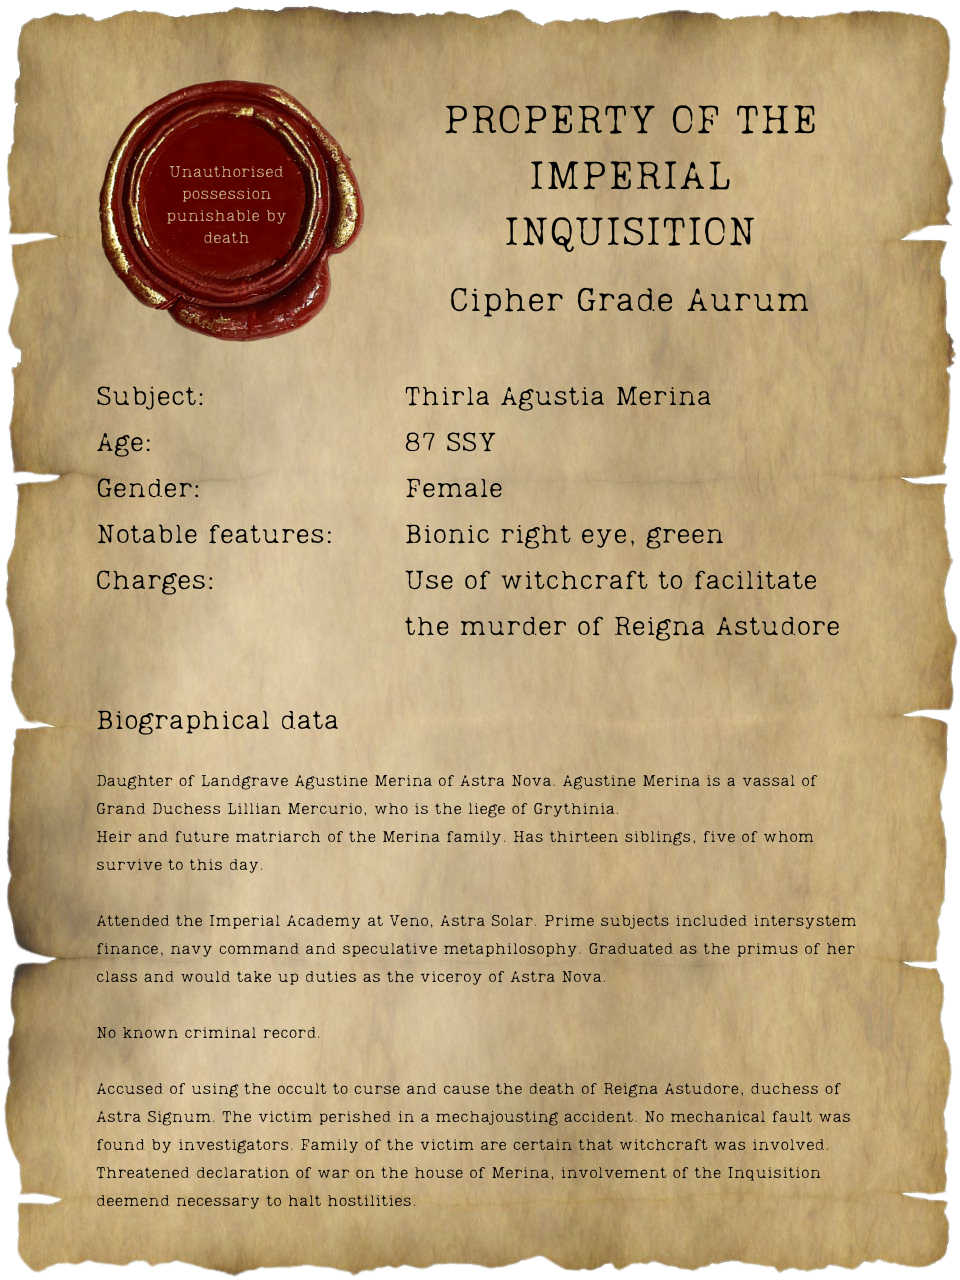 Unauthorised
possession
punishable by
death
PROPERTY OF THE
IMPERIAL
INQUISITION
Cipher Grade Aurum
Subject: Thirla Agustia Merina
Age: 87 SSY
Gender: Female
Notable features: Bionic right eye, green
Charges: Use of witchcraft to facilitate
the murder of Reigna Astudore
Biographical data
Daughter of Landgrave Agustine Merina of Astra Nova. Agustine Merina is a vassal of
Grand Duchess Lillian Mercurio, who is the liege of Grythinia.
Heir and future matriarch of the Merina family. Has thirteen siblings, five of whom
survive to this day.
Attended the Imperial Academy at Veno, Astra Solar. Prime subjects included intersystem
finance, navy command and speculative metaphilosophy. Graduated as the primus of her
class and would take up duties as the viceroy of Astra Nova.
No known criminal record.
Accused of using the occult to curse and cause the death of Reigna Astudore, duchess of
Astra Signum. The victim perished in a mechajousting accident. No mechanical fault was
found by investigators. Family of the victim are certain that witchcraft was involved.
Threatened declaration of war on the house of Merina, involvement of the Inquisition
deemend necessary to halt hostilities.